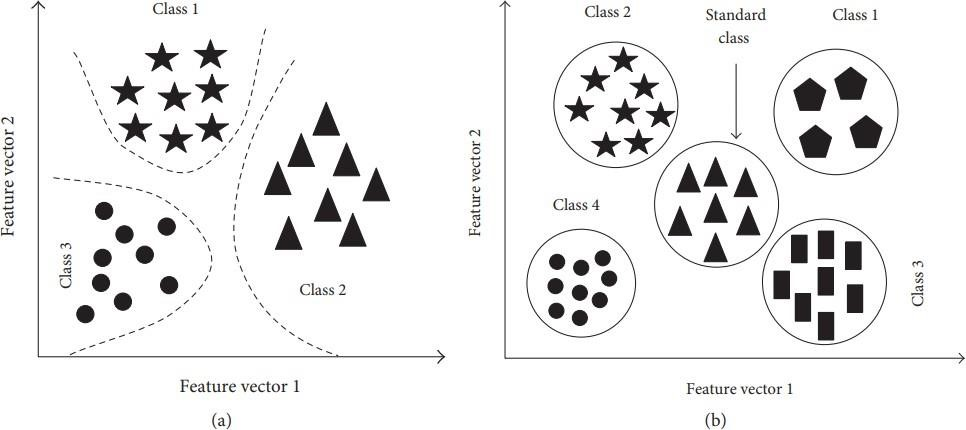 Class 1
Feature vector 2
Class 3
Class 2
Feature vector 1
(a)
Class 2
Standard
class
Class 1
Feature vector 2
Class 4
Class 3
Feature vector 1
(b)